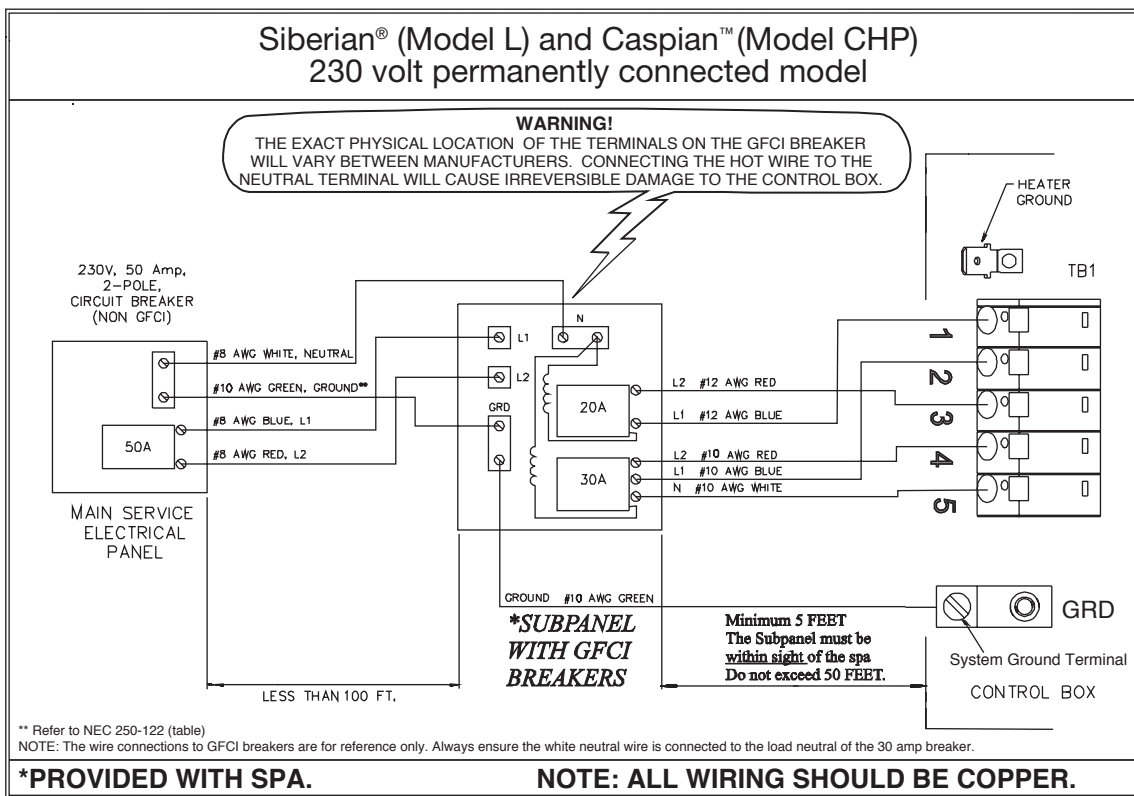 Siberian® (Model L) and Caspian™ (Model CHP)
230 volt permanently connected model
WARNING!
THE EXACT PHYSICAL LOCATION OF THE TERMINALS ON THE GFCI BREAKER
WILL VARY BETWEEN MANUFACTURERS. CONNECTING THE HOT WIRE TO THE
NEUTRAL TERMINAL WILL CAUSE IRREVERSIBLE DAMAGE TO THE CONTROL BOX.
HEATER
GROUND
TB1
230V, 50 Amp,
2-POLE,
CIRCUIT BREAKER
(NON GFCI)
#8 AWG WHITE, NEUTRAL
#10 AWG GREEN, GROUND**
#8 AWG BLUE, L1
#8 AWG RED, L2
50A
MAIN SERVICE
ELECTRICAL
PANEL
N
L1
L2
GRD
20A
30A
L2 #12 AWG RED
L1 #12 AWG BLUE
L2 #10 AWG RED
L1 #10 AWG BLUE
N #10 AWG WHITE
1
2
3
4
5
GROUND #10 AWG GREEN
*SUBPANEL
WITH GFCI
BREAKERS
Minimum 5 FEET
The Subpanel must be
within sight of the spa
Do not exceed 50 FEET.
GRD
System Ground Terminal
CONTROL BOX
LESS THAN 100 FT.
** Refer to NEC 250-122 (table)
NOTE: The wire connections to GFCI breakers are for reference only. Always ensure the white neutral wire is connected to the load neutral of the 30 amp breaker.
*PROVIDED WITH SPA.
NOTE: ALL WIRING SHOULD BE COPPER.